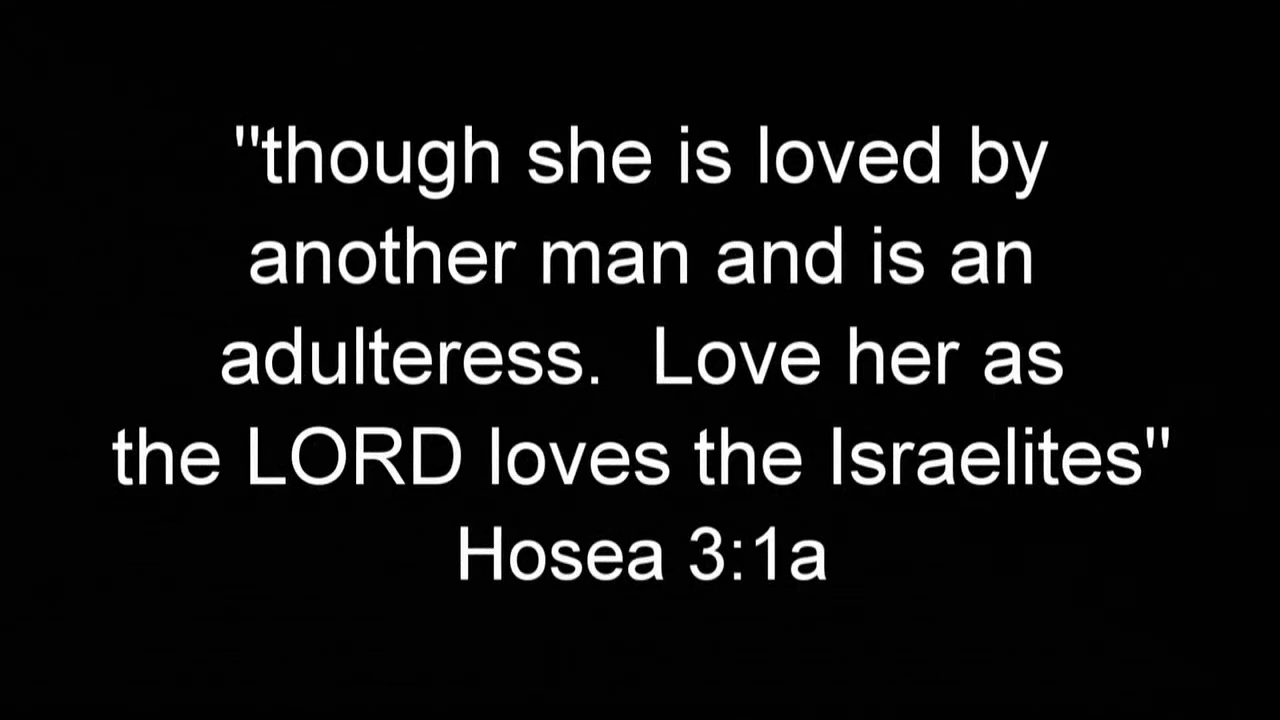 "though she is loved by
another man and is an
adulteress.  Love her as
the LORD loves the Israelites"
Hosea 3:1a